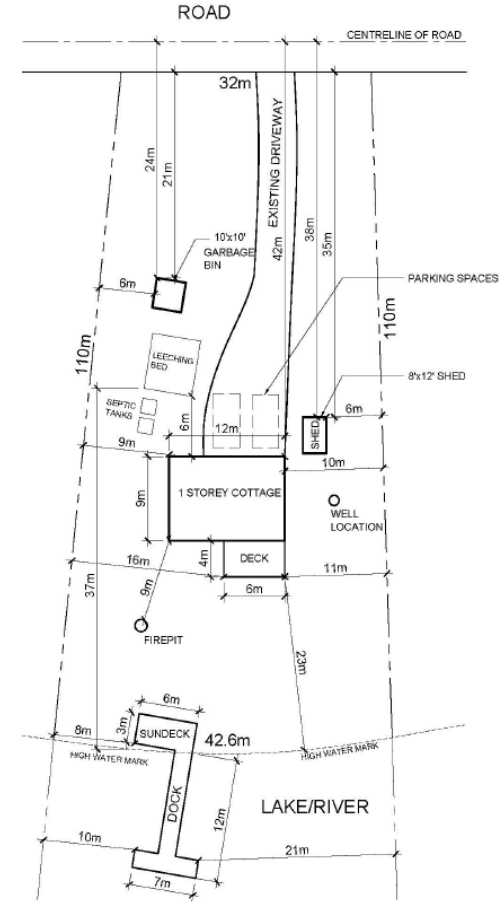 ROAD
CENTRELINE OF ROAD
32m
24m
21m
EXISTING DRIVEWAY
42m
38m
35m
10'x10'
GARBAGE
BIN
6m
PARKING SPACES
110m
110m
LEECHING
BED
8'x12' SHED
SEPTIC
TANKS
6m
6m
SHED
12m
9m
10m
9m
1 STOREY COTTAGE
WELL
LOCATION
4m
DECK
16m
11m
37m
9m
6m
FIREPIT
23m
6m
3m
SUNDECK
8m
42.6m
HIGH WATER MARK
HIGH WATER MARK
DOCK
12m
LAKE/RIVER
10m
21m
7m